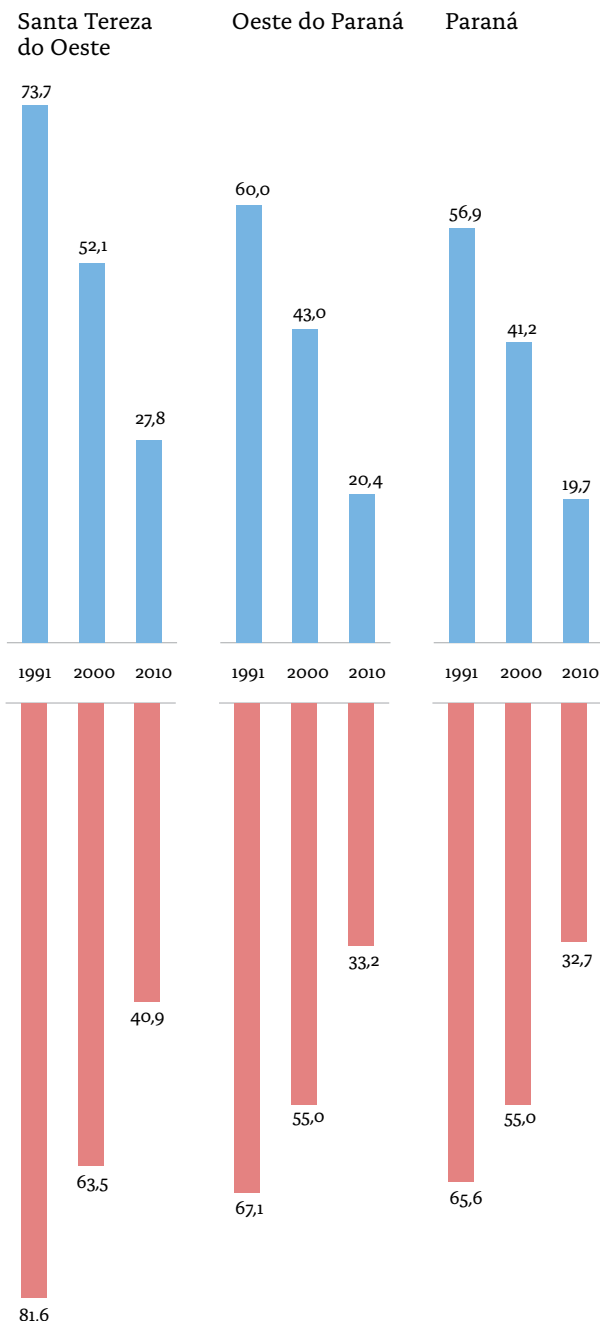 Santa Tereza
do Oeste
Oeste do Paraná
Paraná
73,7
52,1
27,8
60,0
43,0
20,4
56,9
41,2
19,7
1991 2000 2010
1991 2000 2010
1991 2000 2010
81,6
63,5
40,9
67,1
55,0
33,2
65,6
55,0
32,7